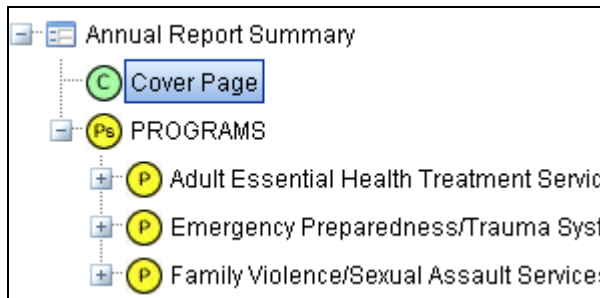 Annual Report Summary
C Cover Page
Ps PROGRAMS
P Adult Essential Health Treatment Servic
P Emergency Preparedness/Trauma Syst
P Family Violence/Sexual Assault Services